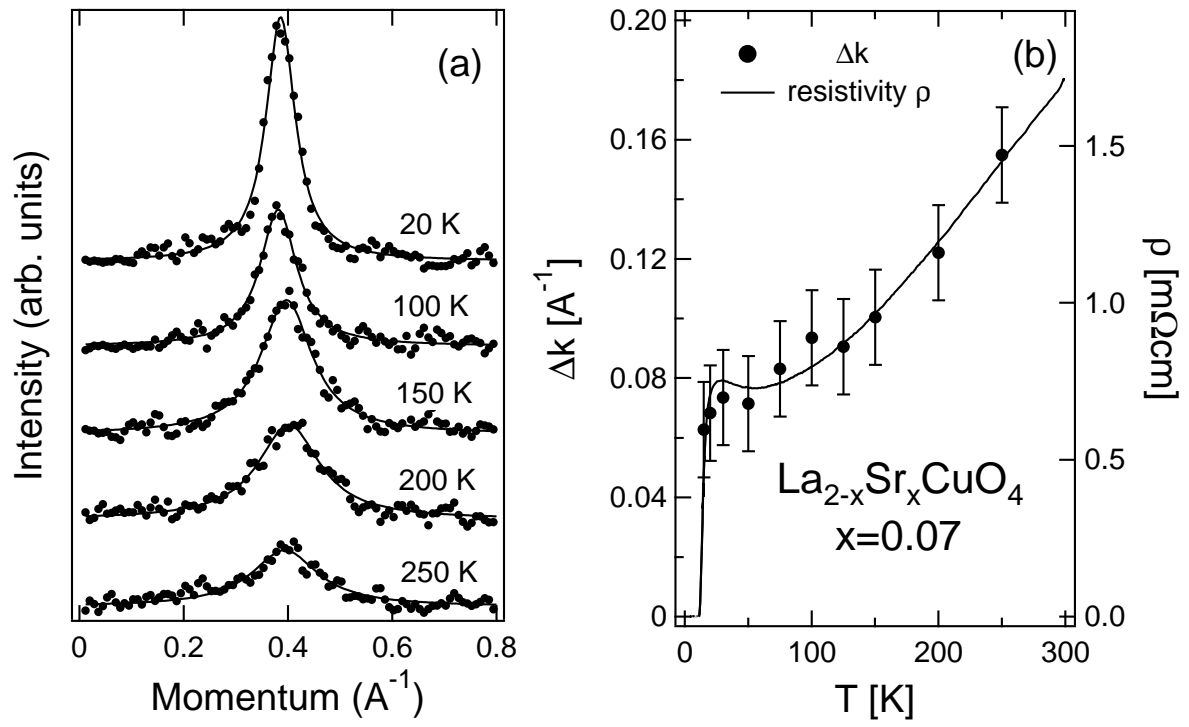 (a)
Intensity (arb. units)
20 K
100 K
150 K
200 K
250 K
0
0.2
0.4
0.6
0.8
Momentum (A⁻¹)
(b)
Δk
resistivity ρ
0.20
0.16
0.12
0.08
0.04
0
Δk [A⁻¹]
1.5
1.0
0.5
0.0
ρ [mΩcm]
La₂₋ₓSrₓCuO₄
x=0.07
0
100
200
300
T [K]